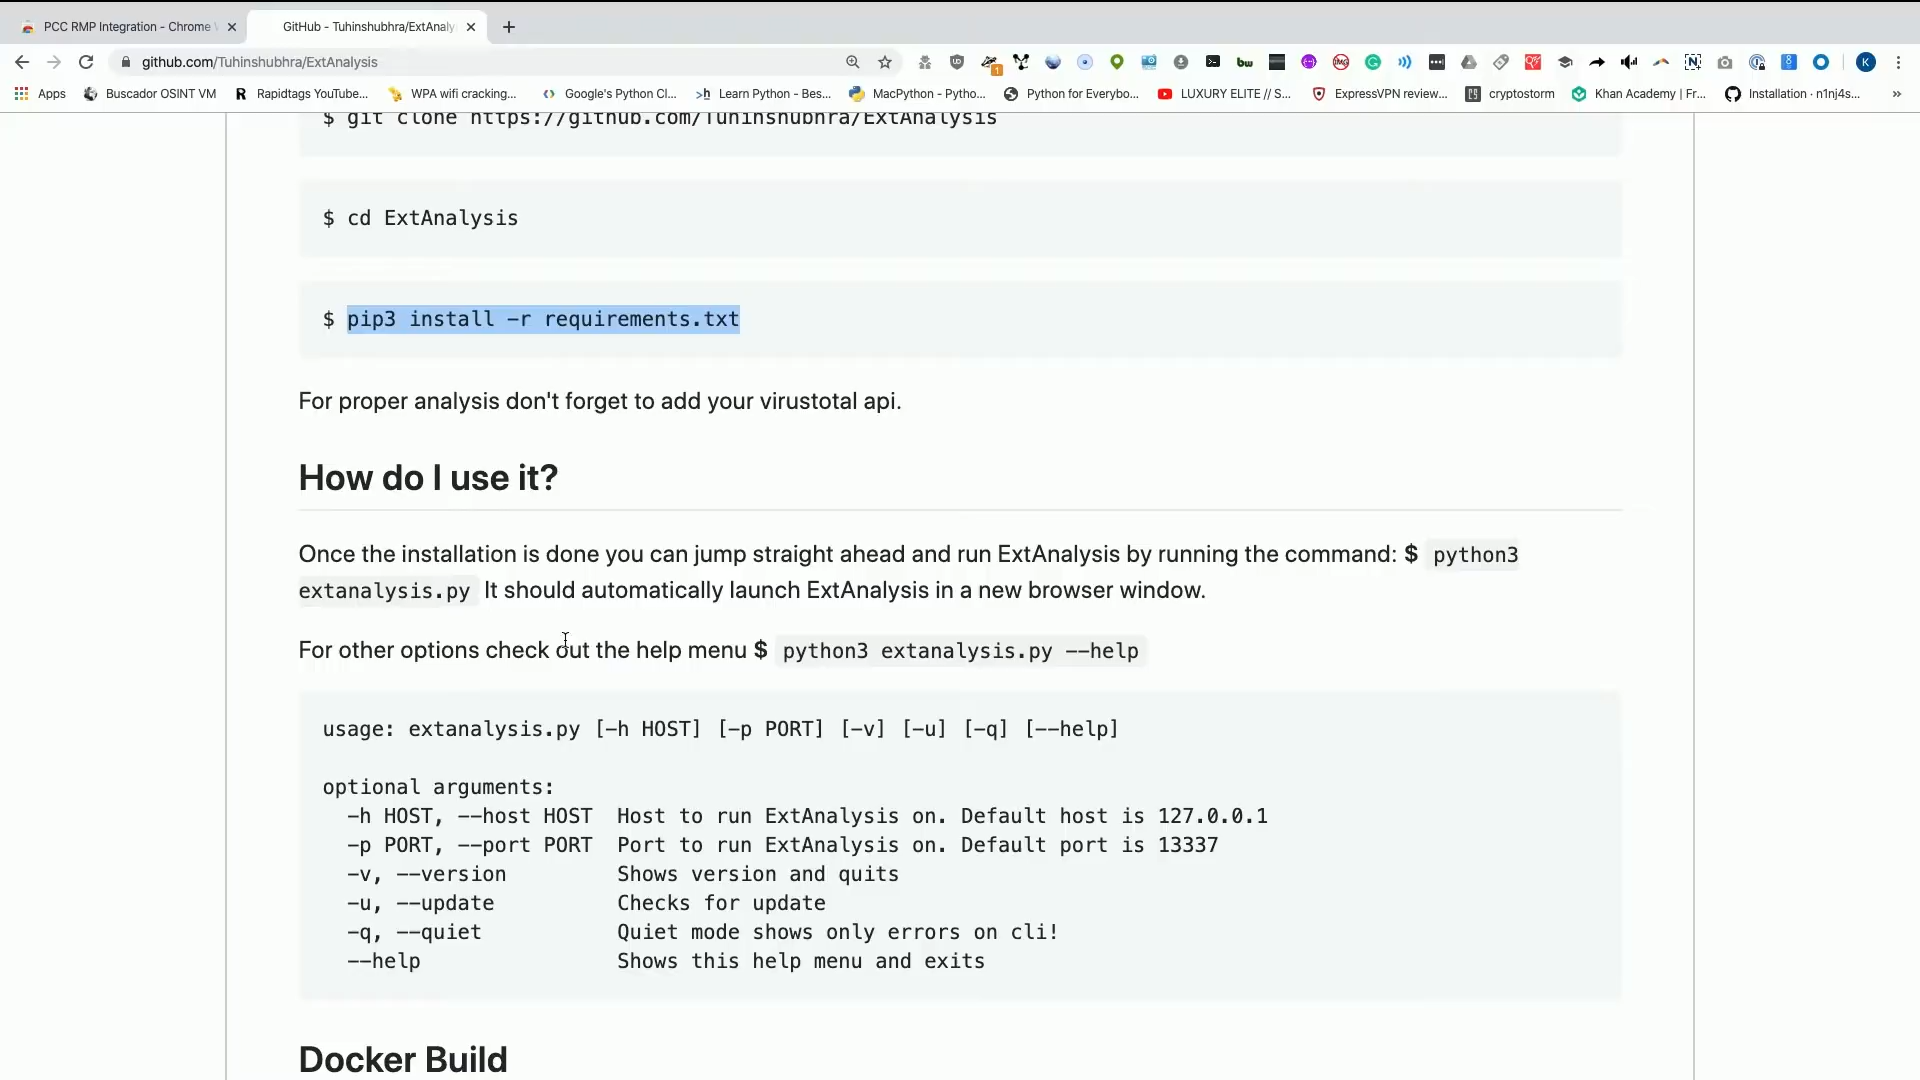 PCC RMP Integration - Chrome
GitHub - Tuhinshubhra/ExtAnaly
github.com/Tuhinshubhra/ExtAnalysis
Apps
Buscador OSINT VM
Rapidtags YouTube...
WPA wifi cracking...
Google's Python Cl...
Learn Python - Bes...
MacPython - Pytho...
Python for Everybo...
LUXURY ELITE // S...
ExpressVPN review...
cryptostorm
Khan Academy | Fr...
Installation · n1nj4s...
$ git clone https://github.com/Tuhinshubhra/ExtAnalysis
$ cd ExtAnalysis
$ pip3 install -r requirements.txt
For proper analysis don't forget to add your virustotal api.
How do I use it?
Once the installation is done you can jump straight ahead and run ExtAnalysis by running the command: $ python3
extanalysis.py It should automatically launch ExtAnalysis in a new browser window.
For other options check out the help menu $ python3 extanalysis.py --help
usage: extanalysis.py [-h HOST] [-p PORT] [-v] [-u] [-q] [--help]
optional arguments:
-h HOST, --host HOST Host to run ExtAnalysis on. Default host is 127.0.0.1
-p PORT, --port PORT Port to run ExtAnalysis on. Default port is 13337
-v, --version Shows version and quits
-u, --update Checks for update
-q, --quiet Quiet mode shows only errors on cli!
--help Shows this help menu and exits
Docker Build